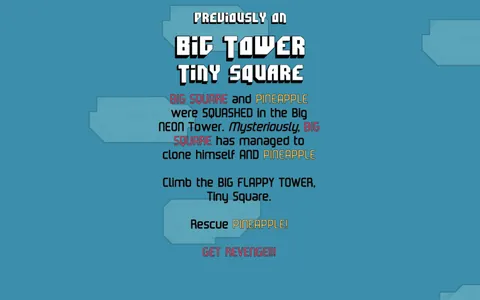 PREVIOUSLY ON
BIG TOWER
TINY SQUARE
BIG SQUARE and PINEAPPLE
were SQUASHED in the Big
NEON Tower. Mysteriously, BIG
SQUARE has managed to
clone himself AND PINEAPPLE
Climb the BIG FLAPPY TOWER,
Tiny Square.
Rescue PINEAPPLE!
GET REVENGE!!!